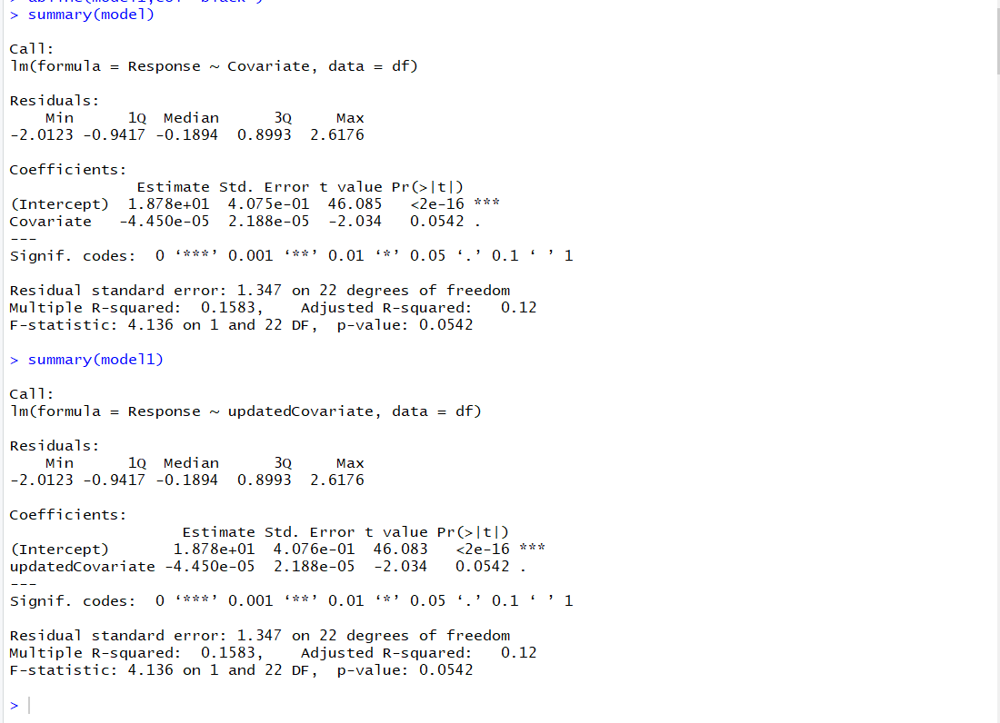 > summary(model)
Call:
lm(formula = Response ~ Covariate, data = df)
Residuals:
    Min      1Q  Median      3Q     Max
-2.0123 -0.9417 -0.1894  0.8993  2.6176
Coefficients:
              Estimate Std. Error t value Pr(>|t|)
(Intercept)  1.878e+01  4.075e-01  46.085   <2e-16 ***
Covariate   -4.450e-05  2.188e-05  -2.034   0.0542 .
---
Signif. codes:  0 ‘***’ 0.001 ‘**’ 0.01 ‘*’ 0.05 ‘.’ 0.1 ‘ ’ 1
Residual standard error: 1.347 on 22 degrees of freedom
Multiple R-squared:  0.1583,    Adjusted R-squared:   0.12
F-statistic: 4.136 on 1 and 22 DF,  p-value: 0.0542
> summary(model1)
Call:
lm(formula = Response ~ updatedCovariate, data = df)
Residuals:
    Min      1Q  Median      3Q     Max
-2.0123 -0.9417 -0.1894  0.8993  2.6176
Coefficients:
                   Estimate Std. Error t value Pr(>|t|)
(Intercept)       1.878e+01  4.076e-01  46.083   <2e-16 ***
updatedCovariate -4.450e-05  2.188e-05  -2.034   0.0542 .
---
Signif. codes:  0 ‘***’ 0.001 ‘**’ 0.01 ‘*’ 0.05 ‘.’ 0.1 ‘ ’ 1
Residual standard error: 1.347 on 22 degrees of freedom
Multiple R-squared:  0.1583,    Adjusted R-squared:   0.12
F-statistic: 4.136 on 1 and 22 DF,  p-value: 0.0542
>